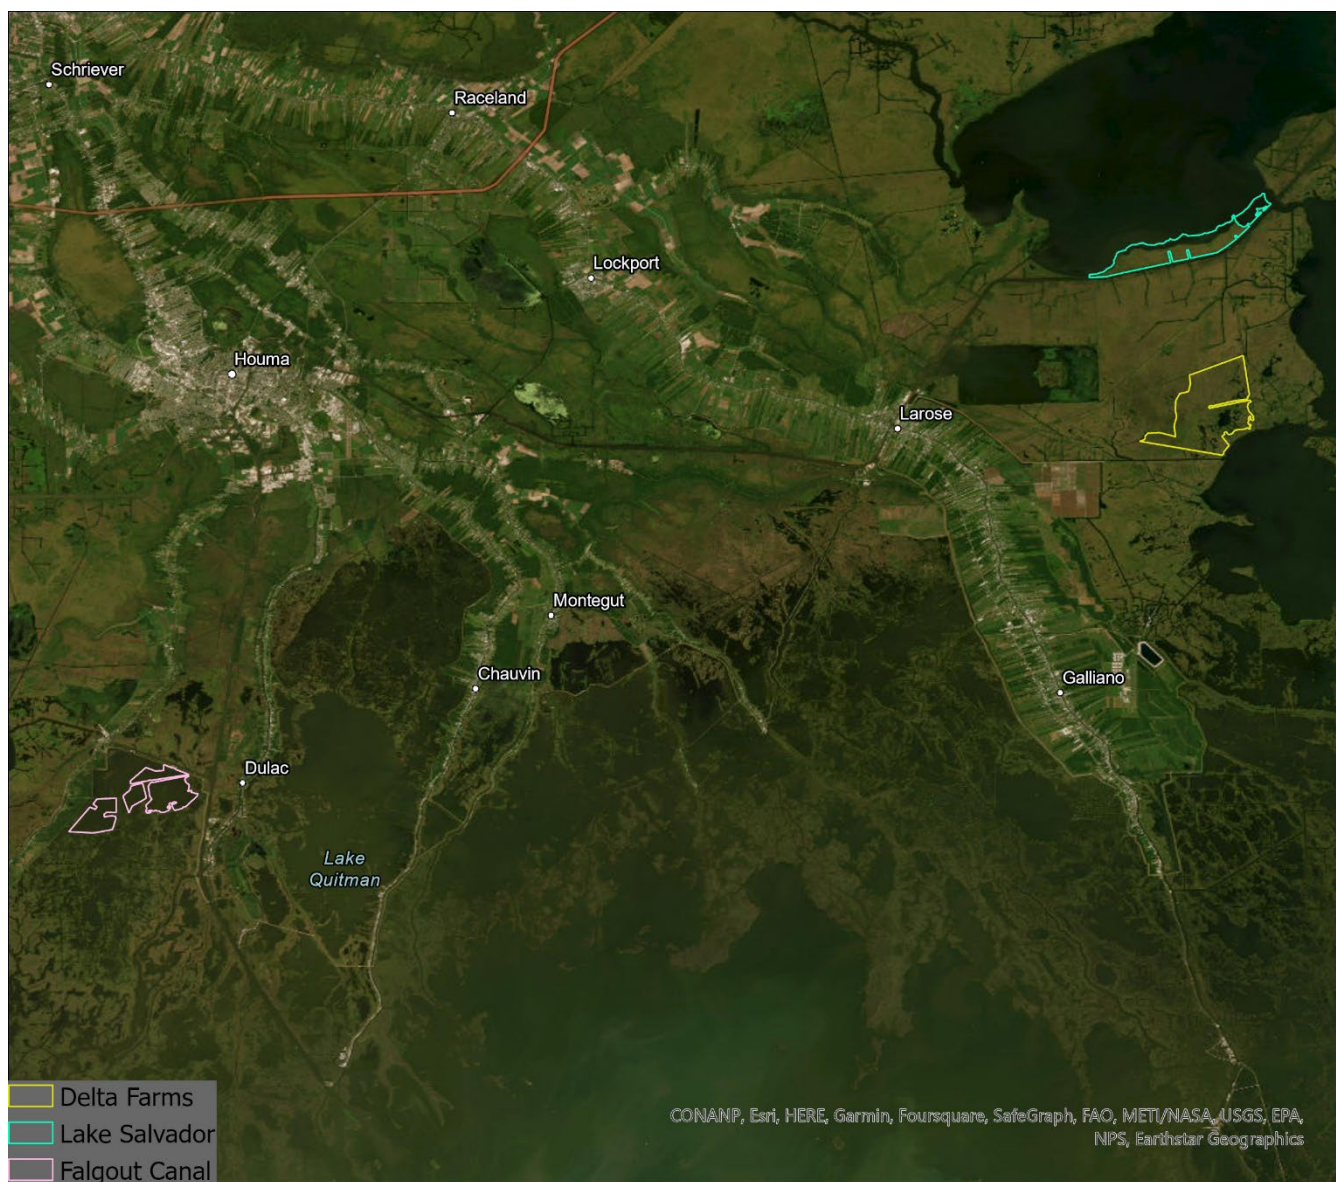 Schriever
Raceland
Lockport
Houma
Larose
Montegut
Chauvin
Galliano
Dulac
Lake
Quitman
Delta Farms
Lake Salvador
Falgout Canal
CONANP, Esri, HERE, Garmin, Foursquare, SafeGraph, FAO, METI/NASA, USGS, EPA,
NPS, Earthstar Geographics